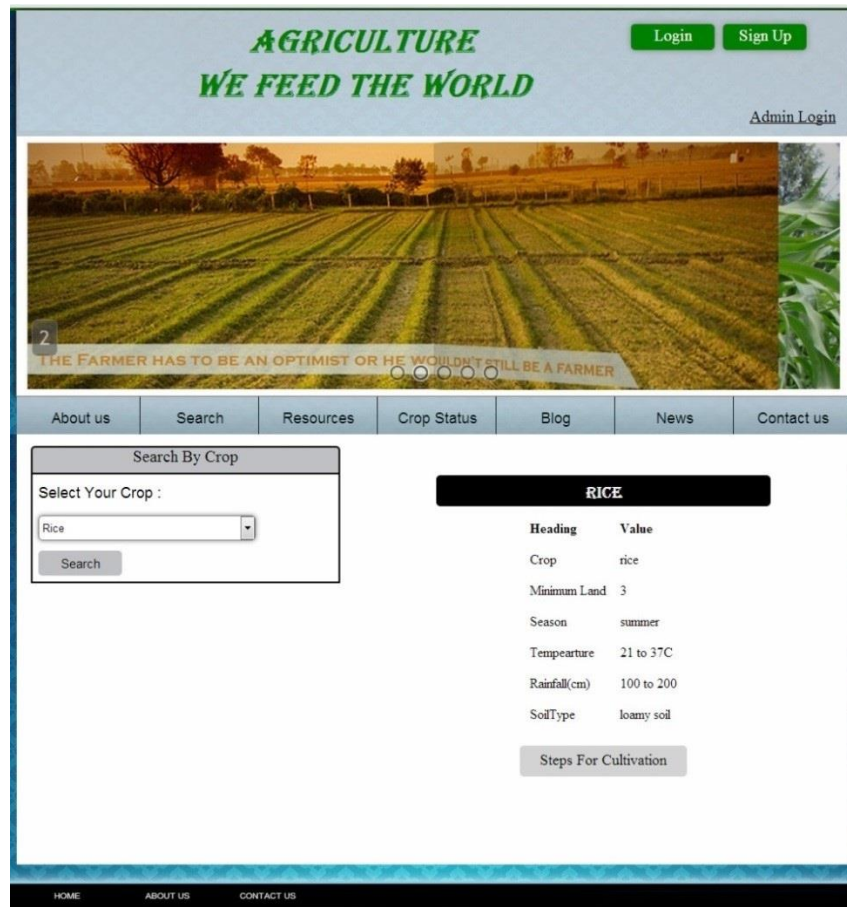 AGRICULTURE
WE FEED THE WORLD
Login
Sign Up
Admin Login
2
THE FARMER HAS TO BE AN OPTIMIST OR HE WOULDN'T STILL BE A FARMER
About us
Search
Resources
Crop Status
Blog
News
Contact us
Search By Crop
Select Your Crop :
Rice
Search
RICE
Heading Value
Crop rice
Minimum Land 3
Season summer
Tempearture 21 to 37C
Rainfall(cm) 100 to 200
SoilType loamy soil
Steps For Cultivation
HOME ABOUT US CONTACT US